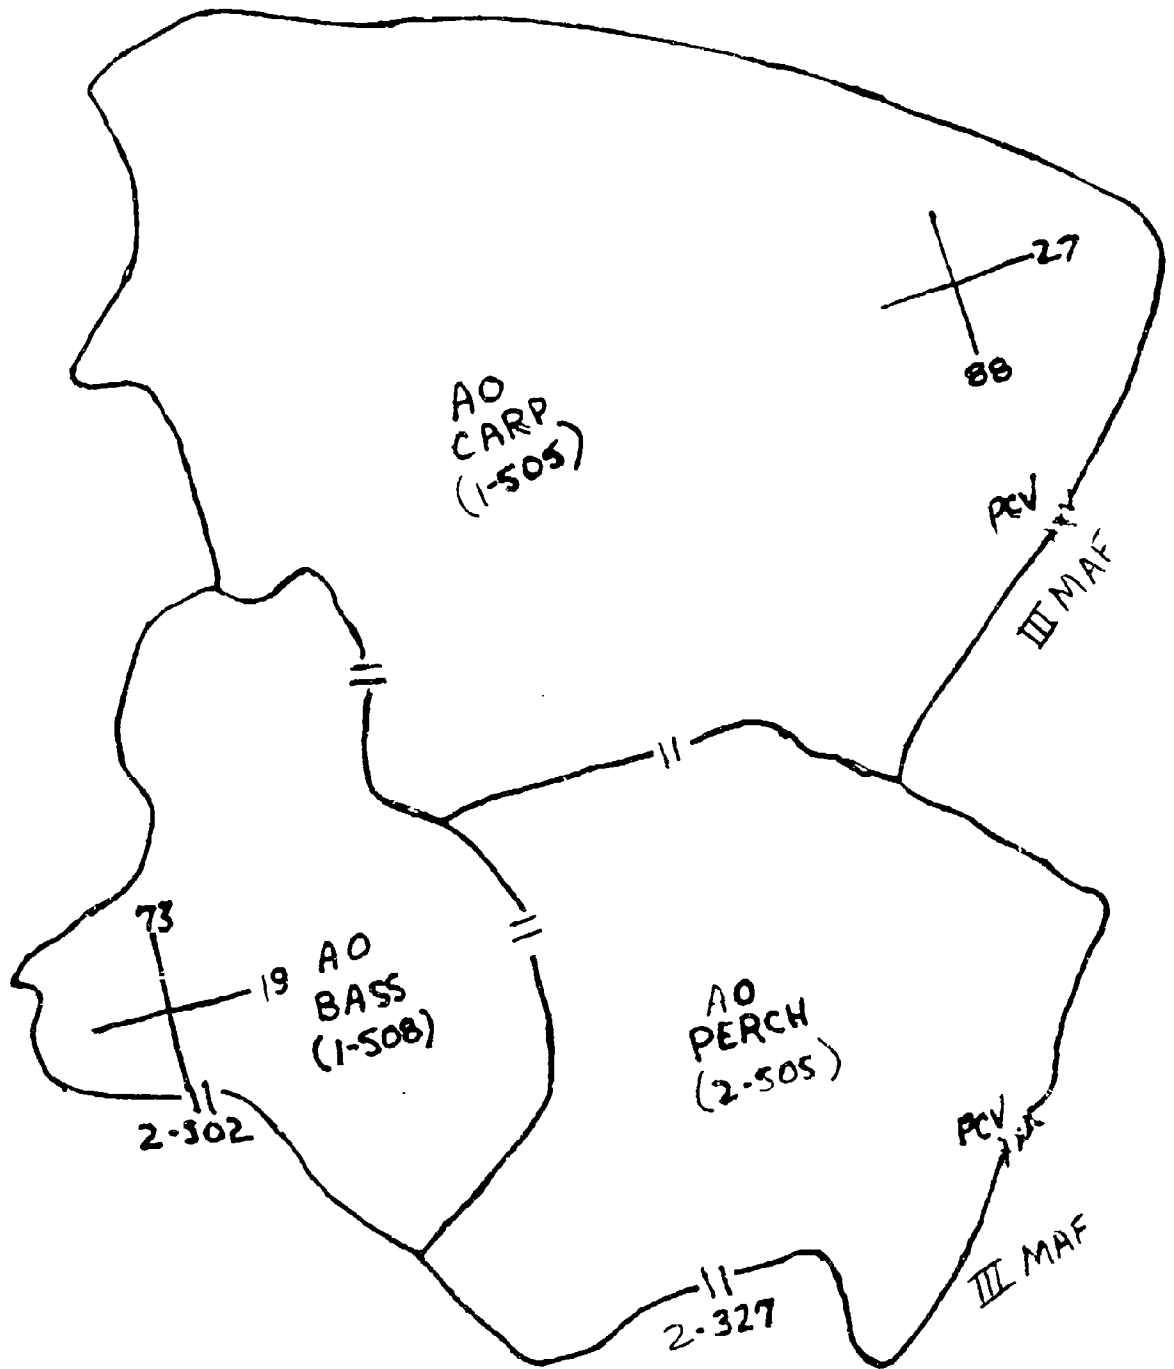 27
88
AO
CARP
(1-505)
PCV
III MAF
73
19
AO
BASS
(1-508)
AO
PERCH
(2-505)
2-502
PCV
III MAF
2-327